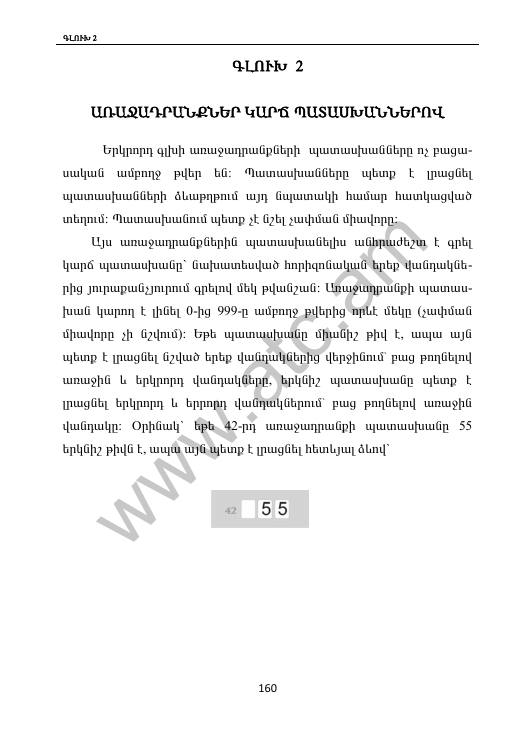 ԳԼՈՒԽ 2
ԳԼՈՒԽ 2
ԱՌԱՋԱԴՐԱՆՔՆԵՐ ԿԱՐՃ ՊԱՏԱՍԽԱՆՆԵՐՈՎ
Երկրորդ գլխի առաջադրանքների պատասխանները ոչ բացա-
սական ամբողջ թվեր են: Պատասխանները պետք է լրացնել
պատասխանների ձևաթղթում այդ նպատակի համար հատկացված
տեղում: Պատասխանում պետք չէ նշել չափման միավորը:
Այս առաջադրանքներին պատասխանելիս անհրաժեշտ է գրել
կարճ պատասխանը` նախատեսված հորիզոնական երեք վանդակնե-
րից յուրաքանչյուրում գրելով մեկ թվանշան: Առաջադրանքի պատաս-
խան կարող է լինել 0-ից 999-ը ամբողջ թվերից որևէ մեկը (չափման
միավորը չի նշվում): Եթե պատասխանը միանիշ թիվ է, ապա այն
պետք է լրացնել նշված երեք վանդակներից վերջինում` բաց թողնելով
առաջին և երկրորդ վանդակները, երկնիշ պատասխանը պետք է
լրացնել երկրորդ և երրորդ վանդակներում` բաց թողնելով առաջին
վանդակը: Օրինակ` եթե 42-րդ առաջադրանքի պատասխանը 55
երկնիշ թիվն է, ապա այն պետք է լրացնել հետևյալ ձևով`
42 55
160
www.atc.am